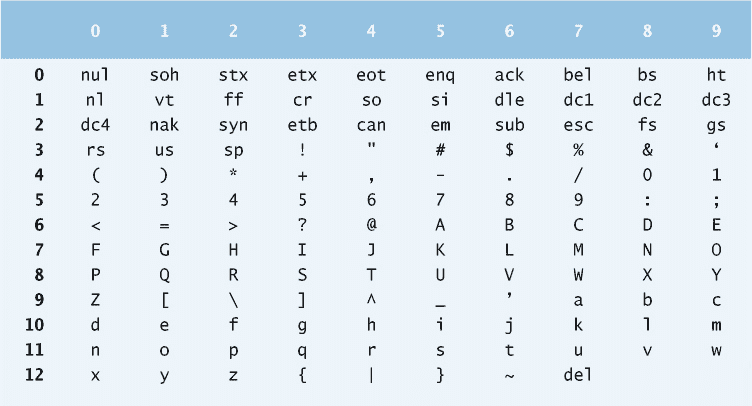 0 1 2 3 4 5 6 7 8 9
0 nul soh stx etx eot enq ack bel bs ht
1 nl vt ff cr so si dle dc1 dc2 dc3
2 dc4 nak syn etb can em sub esc fs gs
3 rs us sp ! " # $ % & ‘
4 ( ) * + , - . / 0 1
5 2 3 4 5 6 7 8 9 : ;
6 < = > ? @ A B C D E
7 F G H I J K L M N O
8 P Q R S T U V W X Y
9 Z [ \ ] ^ _ ’ a b c
10 d e f g h i j k l m
11 n o p q r s t u v w
12 x y z { | } ~ del